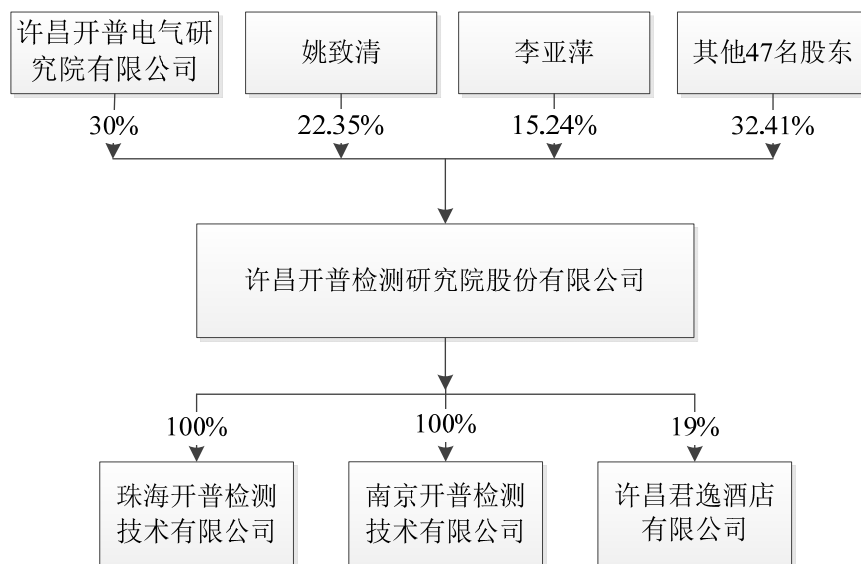 许昌开普电气研
究院有限公司
姚致清
李亚萍
其他47名股东
30%
22.35%
15.24%
32.41%
许昌开普检测研究院股份有限公司
100%
100%
19%
珠海开普检测
技术有限公司
南京开普检测
技术有限公司
许昌君逸酒店
有限公司